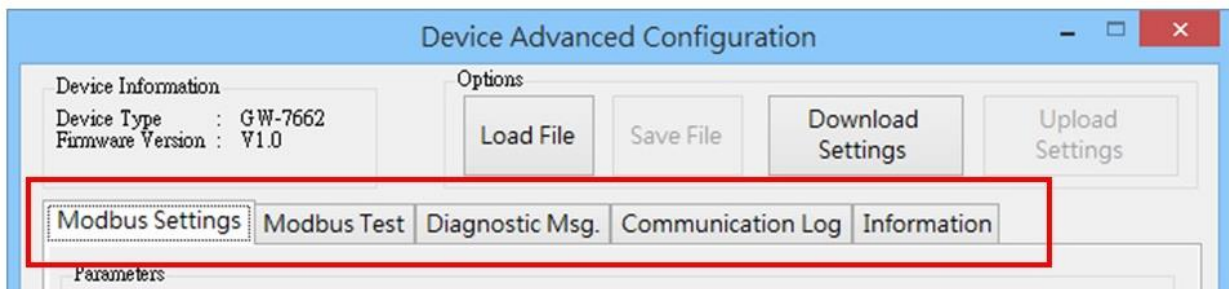 Device Advanced Configuration
Device Information
Device Type : GW-7662
Firmware Version : V1.0
Options
Load File
Save File
Download
Settings
Upload
Settings
Modbus Settings
Modbus Test
Diagnostic Msg.
Communication Log
Information
Parameters